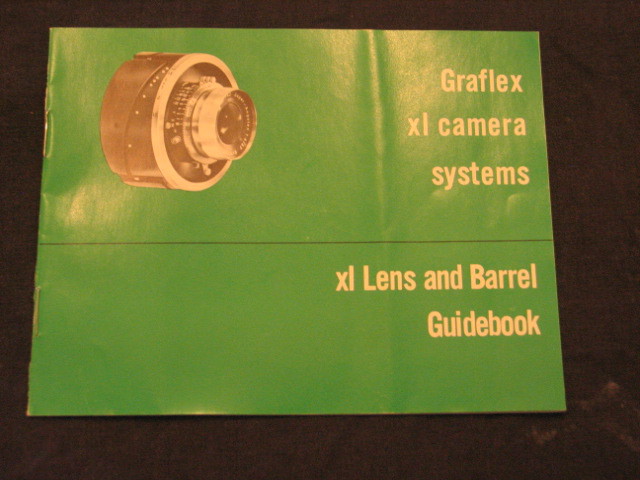 Graflex
xl camera
systems
xl Lens and Barrel
Guidebook